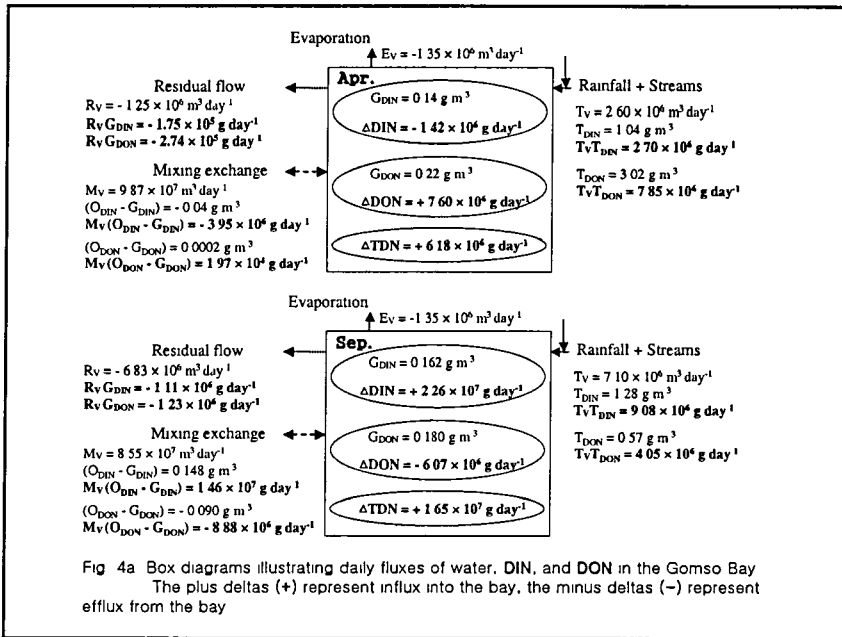 Evaporation
Ev = -1 35 × 10⁶ m³ day⁻¹
Apr.
Residual flow
Rv = - 1 25 × 10⁶ m³ day ¹
RvGDIN = - 1.75 × 10⁵ g day⁻¹
RvGDON = - 2.74 × 10⁵ g day⁻¹
Mixing exchange
Mv = 9 87 × 10⁷ m³ day ¹
(ODIN - GDIN) = - 0 04 g m³
Mv (ODIN - GDIN) = - 3 95 × 10⁶ g day ¹
(ODON - GDON) = 0 0002 g m³
Mv (ODON - GDON) = 1 97 × 10⁴ g day⁻¹
GDIN = 0 14 g m³
ΔDIN = - 1 42 × 10⁶ g day⁻¹
GDON = 0 22 g m³
ΔDON = + 7 60 × 10⁶ g day⁻¹
ΔTDN = + 6 18 × 10⁶ g day⁻¹
Rainfall + Streams
Tv = 2 60 × 10⁶ m³ day⁻¹
TDIN = 1 04 g m³
TvTDIN = 2 70 × 10⁶ g day ¹
TDON = 3 02 g m³
TvTDON = 7 85 × 10⁶ g day ¹
Evaporation
Ev = -1 35 × 10⁶ m³ day ¹
Sep.
Residual flow
Rv = - 6 83 × 10⁶ m³ day ¹
RvGDIN = - 1 11 × 10⁶ g day⁻¹
RvGDON = - 1 23 × 10⁶ g day⁻¹
Mixing exchange
Mv = 8 55 × 10⁷ m³ day⁻¹
(ODIN - GDIN) = 0 148 g m³
Mv (ODIN - GDIN) = 1 46 × 10⁷ g day ¹
(ODON - GDON) = - 0 090 g m³
Mv (ODON - GDON) = - 8 88 × 10⁶ g day⁻¹
GDIN = 0 162 g m³
ΔDIN = + 2 26 × 10⁷ g day⁻¹
GDON = 0 180 g m³
ΔDON = - 6 07 × 10⁶ g day⁻¹
ΔTDN = + 1 65 × 10⁷ g day⁻¹
Rainfall + Streams
Tv = 7 10 × 10⁶ m³ day⁻¹
TDIN = 1 28 g m³
TvTDIN = 9 08 × 10⁶ g day ¹
TDON = 0 57 g m³
TvTDON = 4 05 × 10⁶ g day ¹
Fig 4a Box diagrams illustrating daily fluxes of water, DIN, and DON in the Gomso Bay
The plus deltas (+) represent influx into the bay, the minus deltas (−) represent
efflux from the bay